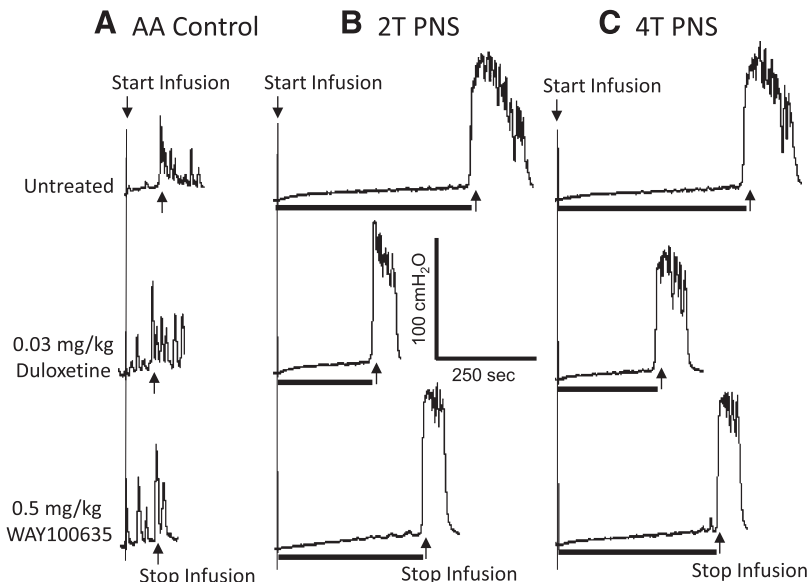 A AA Control
B 2T PNS
C 4T PNS
Start Infusion
Start Infusion
Start Infusion
Untreated
0.03 mg/kg
Duloxetine
100 cmH₂O
250 sec
0.5 mg/kg
WAY100635
Stop Infusion
Stop Infusion
Stop Infusion